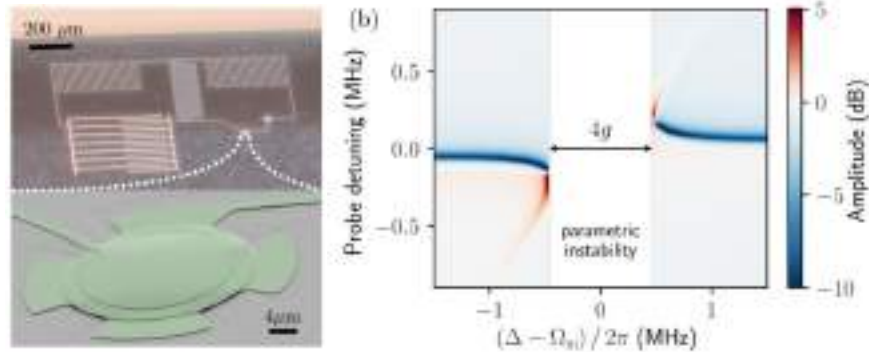 200 μm
4μm
(b)
Probe detuning (MHz)
0.5
0.0
−0.5
4g
parametric
instability
−1
0
1
(Δ − Ωm) / 2π (MHz)
5
0
−5
−10
Amplitude (dB)